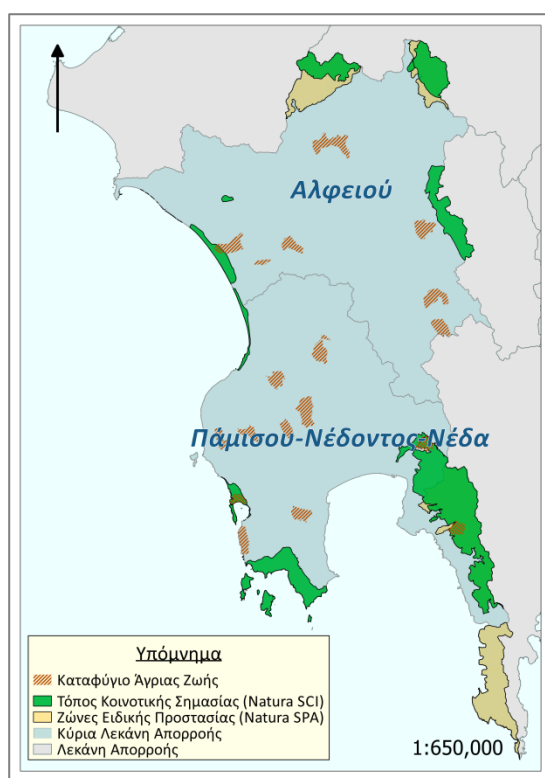 Αλφειού
Πάμισου-Νέδοντος-Νέδα
Υπόμνημα
Καταφύγιο Άγριας Ζωής
Τόπος Κοινοτικής Σημασίας (Natura SCI)
Ζώνες Ειδικής Προστασίας (Natura SPA)
Κύρια Λεκάνη Απορροής
Λεκάνη Απορροής
1:650,000